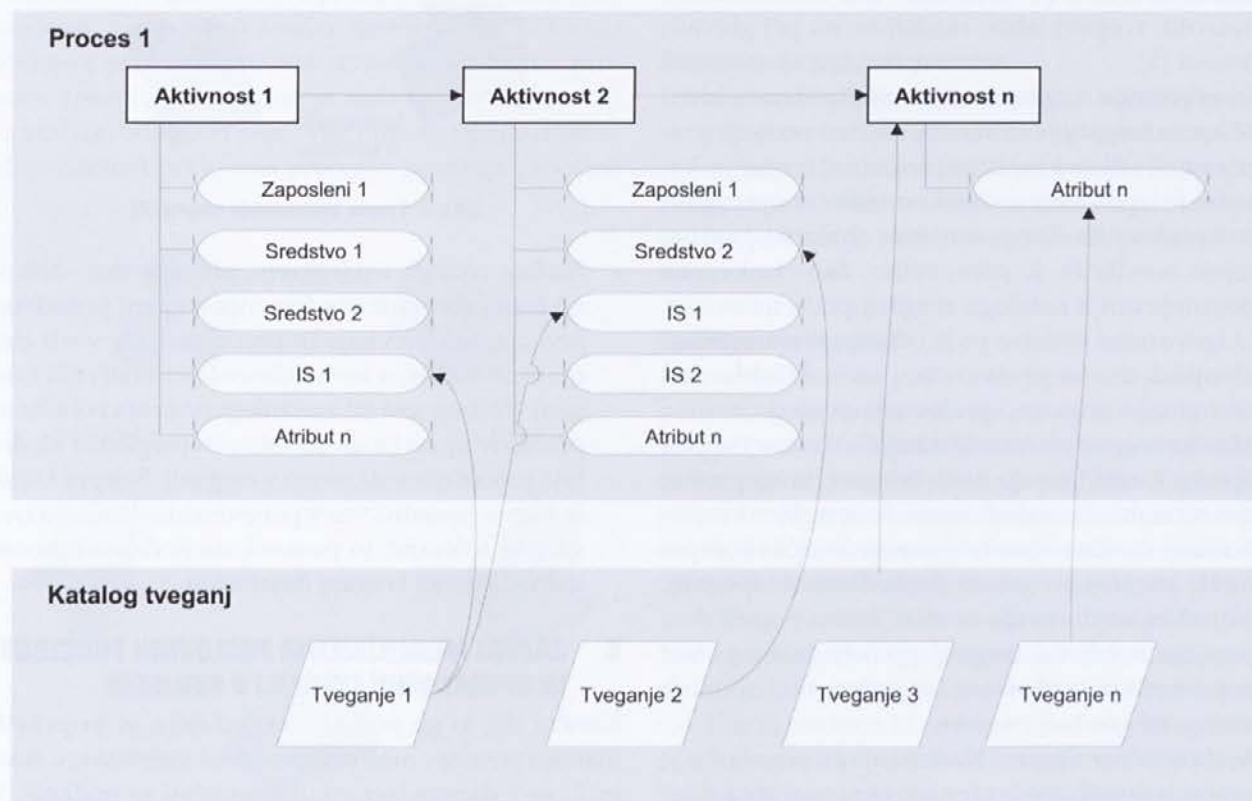 Proces 1
Aktivnost 1
Aktivnost 2
Aktivnost n
Zaposleni 1
Sredstvo 1
Sredstvo 2
IS 1
Atribut n
Zaposleni 1
Sredstvo 2
IS 1
IS 2
Atribut n
Atribut n
Katalog tveganj
Tveganje 1
Tveganje 2
Tveganje 3
Tveganje n